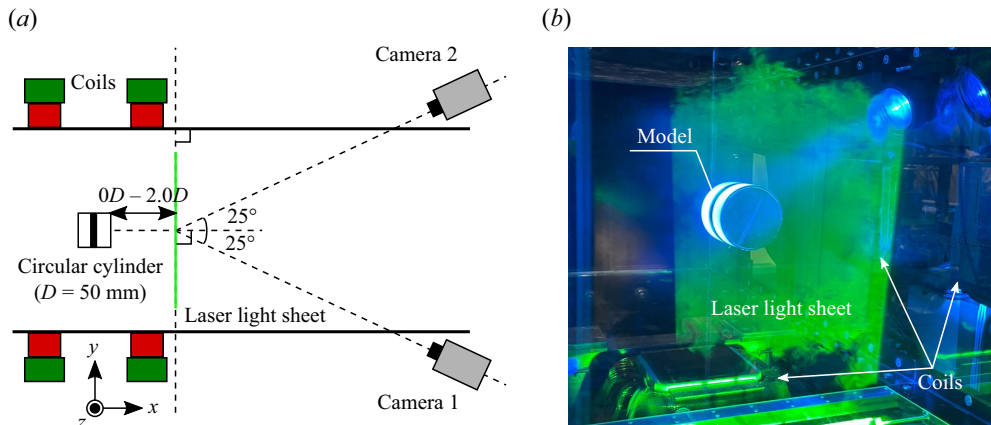 (a)
Camera 2
Coils
0D – 2.0D
25°
25°
Circular cylinder
(D = 50 mm)
Laser light sheet
y
x
z
Camera 1
(b)
Model
Laser light sheet
Coils